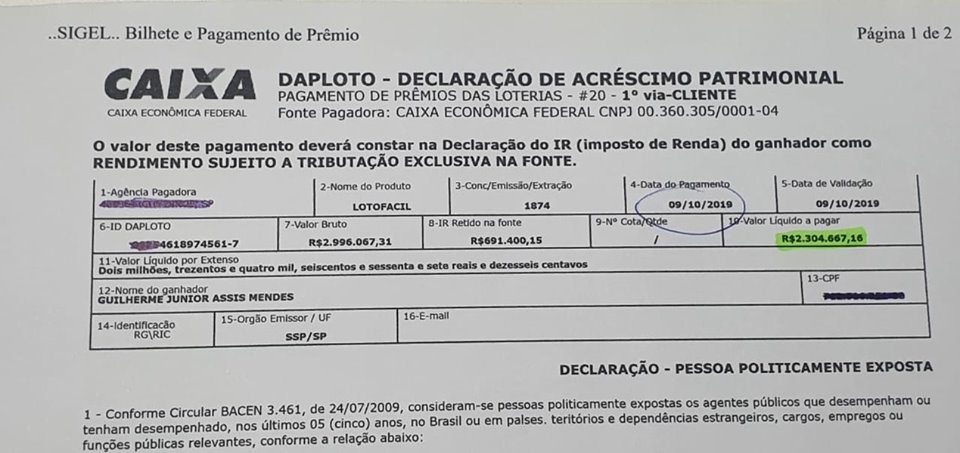 ..SIGEL.. Bilhete e Pagamento de Prêmio
Página 1 de 2
CAIXA
CAIXA ECONÔMICA FEDERAL
DAPLOTO - DECLARAÇÃO DE ACRÉSCIMO PATRIMONIAL
PAGAMENTO DE PRÊMIOS DAS LOTERIAS - #20 - 1º via-CLIENTE
Fonte Pagadora: CAIXA ECONÔMICA FEDERAL CNPJ 00.360.305/0001-04
O valor deste pagamento deverá constar na Declaração do IR (imposto de Renda) do ganhador como
RENDIMENTO SUJEITO A TRIBUTAÇÃO EXCLUSIVA NA FONTE.
1-Agência Pagadora
2-Nome do Produto
LOTOFACIL
3-Conc/Emissão/Extração
1874
4-Data do Pagamento
09/10/2019
5-Data de Validação
09/10/2019
6-ID DAPLOTO
4618974561-7
7-Valor Bruto
R$2.996.067,31
8-IR Retido na fonte
R$691.400,15
9-Nº Cota/Qtde
/
10-Valor Líquido a pagar
R$2.304.667,16
11-Valor Líquido por Extenso
Dois milhões, trezentos e quatro mil, seiscentos e sessenta e sete reais e dezesseis centavos
12-Nome do ganhador
GUILHERME JUNIOR ASSIS MENDES
13-CPF
14-Identificacão
RG\RIC
15-Orgão Emissor / UF
SSP/SP
16-E-mail
DECLARAÇÃO - PESSOA POLITICAMENTE EXPOSTA
1 - Conforme Circular BACEN 3.461, de 24/07/2009, consideram-se pessoas politicamente expostas os agentes públicos que desempenham ou
tenham desempenhado, nos últimos 05 (cinco) anos, no Brasil ou em palses. teritórios e dependências estrangeiros, cargos, empregos ou
funções públicas relevantes, conforme a relação abaixo: